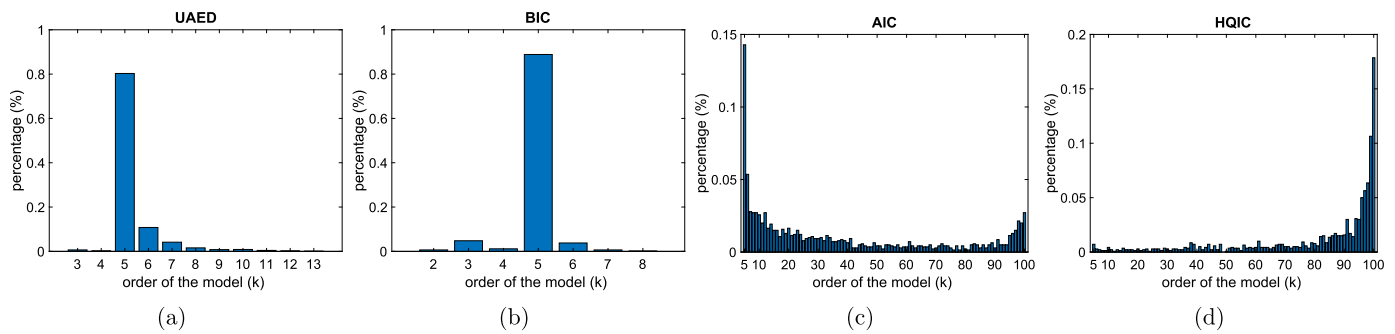 UAED
1
0.8
0.6
0.4
0.2
0
percentage (%)
3 4 5 6 7 8 9 10 11 12 13
order of the model (k)
(a)
BIC
1
0.8
0.6
0.4
0.2
0
percentage (%)
2 3 4 5 6 7 8
order of the model (k)
(b)
AIC
0.15
0.1
0.05
0
percentage (%)
5 10 20 30 40 50 60 70 80 90 100
order of the model (k)
(c)
HQIC
0.2
0.15
0.1
0.05
0
percentage (%)
5 10 20 30 40 50 60 70 80 90 100
order of the model (k)
(d)